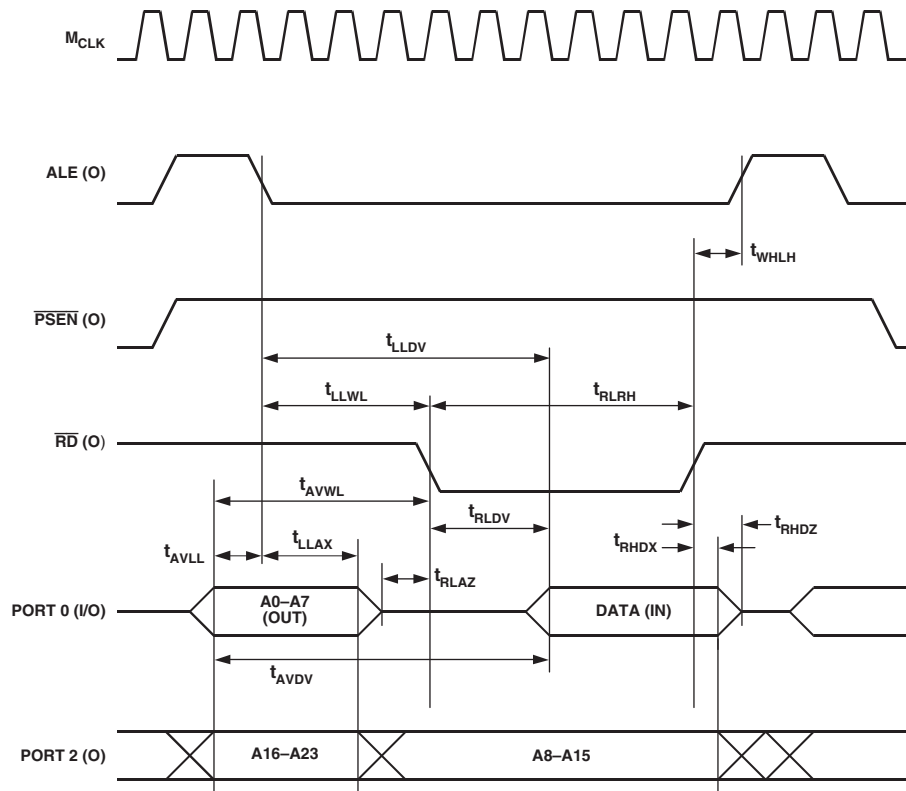 MCLK
ALE (O)
tWHLH
PSEN (O)
tLLDV
tLLWL
tRLRH
RD (O)
tAVWL
tRLDV
tRHDZ
tAVLL
tLLAX
tRHDX
tRLAZ
PORT 0 (I/O)
A0–A7
(OUT)
DATA (IN)
tAVDV
PORT 2 (O)
A16–A23
A8–A15